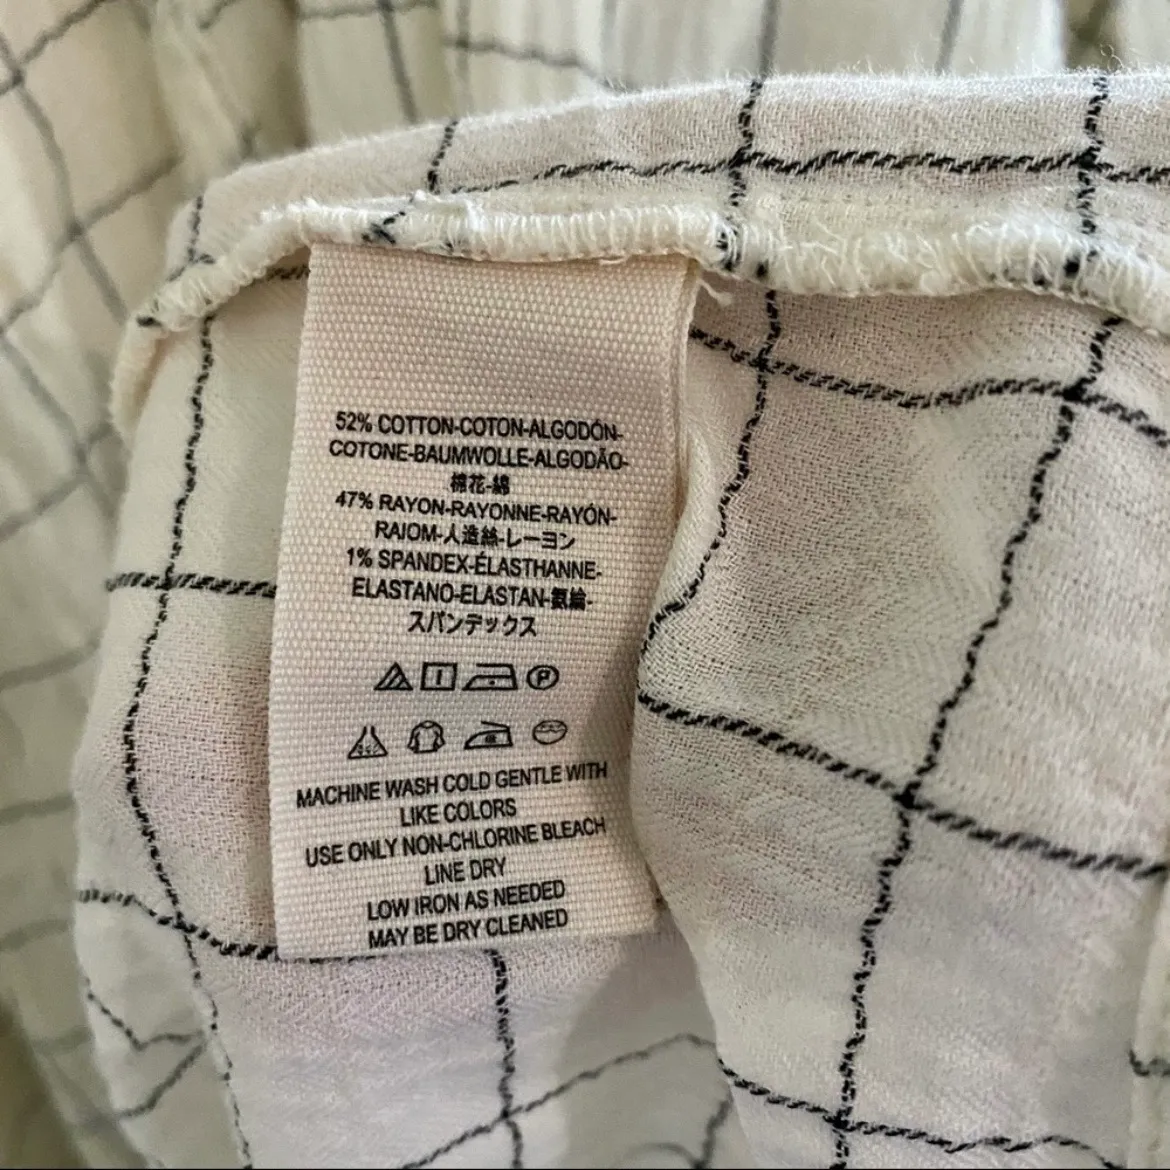 52% COTTON-COTON-ALGODÓN-
COTONE-BAUMWOLLE-ALGODÃO-
棉花-綿
47% RAYON-RAYONNE-RAYÓN-
RAIOM-人造絲-レーヨン
1% SPANDEX-ÉLASTHANNE-
ELASTANO-ELASTAN-氨綸-
スパンデックス
P
MACHINE WASH COLD GENTLE WITH
LIKE COLORS
USE ONLY NON-CHLORINE BLEACH
LINE DRY
LOW IRON AS NEEDED
MAY BE DRY CLEANED